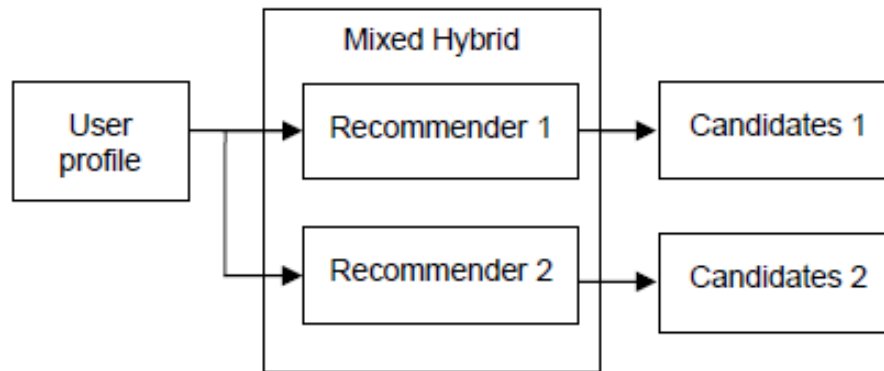 Mixed Hybrid
User
profile
Recommender 1
Candidates 1
Recommender 2
Candidates 2